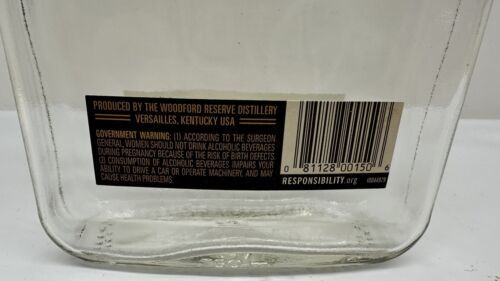 PRODUCED BY THE WOODFORD RESERVE DISTILLERY
VERSAILLES, KENTUCKY USA
GOVERNMENT WARNING: (1) ACCORDING TO THE SURGEON
GENERAL, WOMEN SHOULD NOT DRINK ALCOHOLIC BEVERAGES
DURING PREGNANCY BECAUSE OF THE RISK OF BIRTH DEFECTS.
(2) CONSUMPTION OF ALCOHOLIC BEVERAGES IMPAIRS YOUR
ABILITY TO DRIVE A CAR OR OPERATE MACHINERY, AND MAY
CAUSE HEALTH PROBLEMS.
0 81128 00150 6
RESPONSIBILITY.org